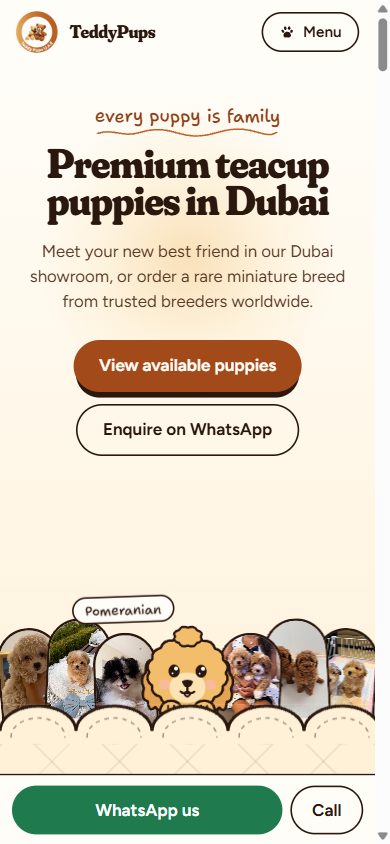 TeddyPups
Menu
every puppy is family
Premium teacup
puppies in Dubai
Meet your new best friend in our Dubai
showroom, or order a rare miniature breed
from trusted breeders worldwide.
View available puppies
Enquire on WhatsApp
Pomeranian
WhatsApp us
Call